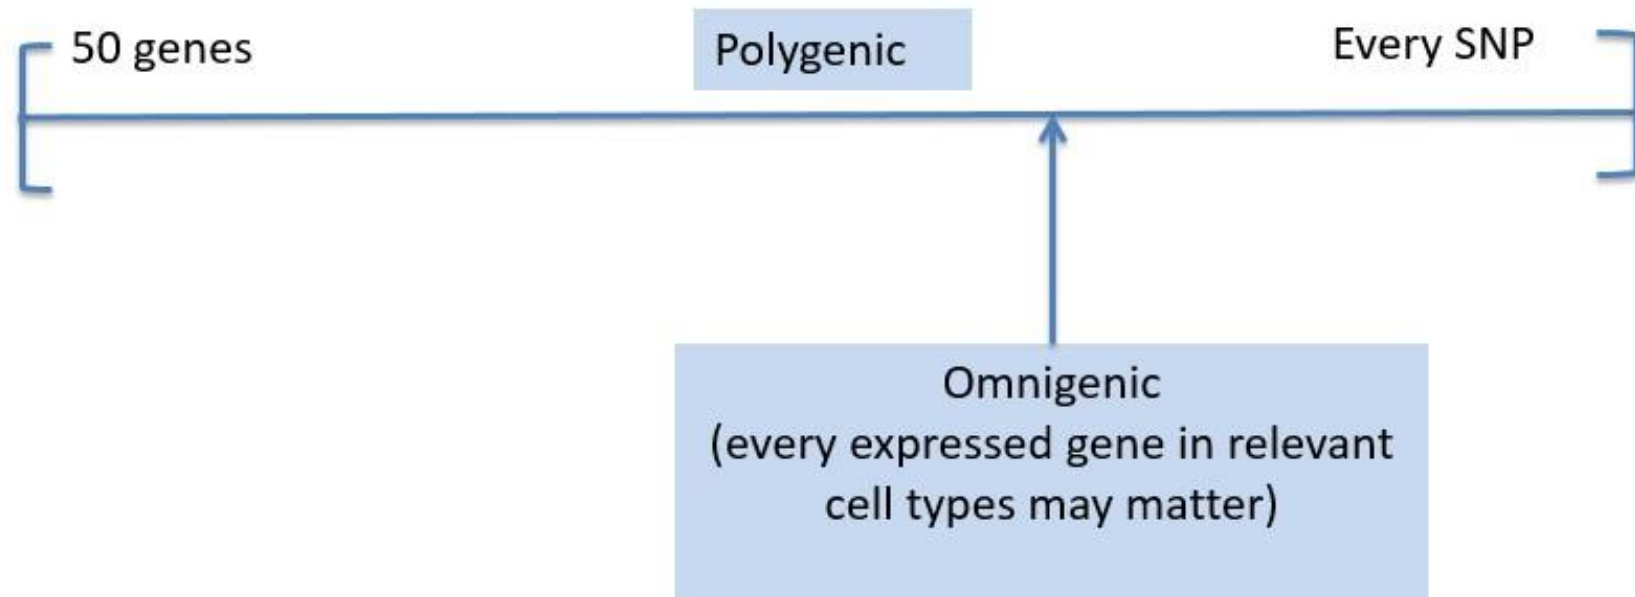 50 genes
Polygenic
Every SNP
Omnigenic
(every expressed gene in relevant
cell types may matter)